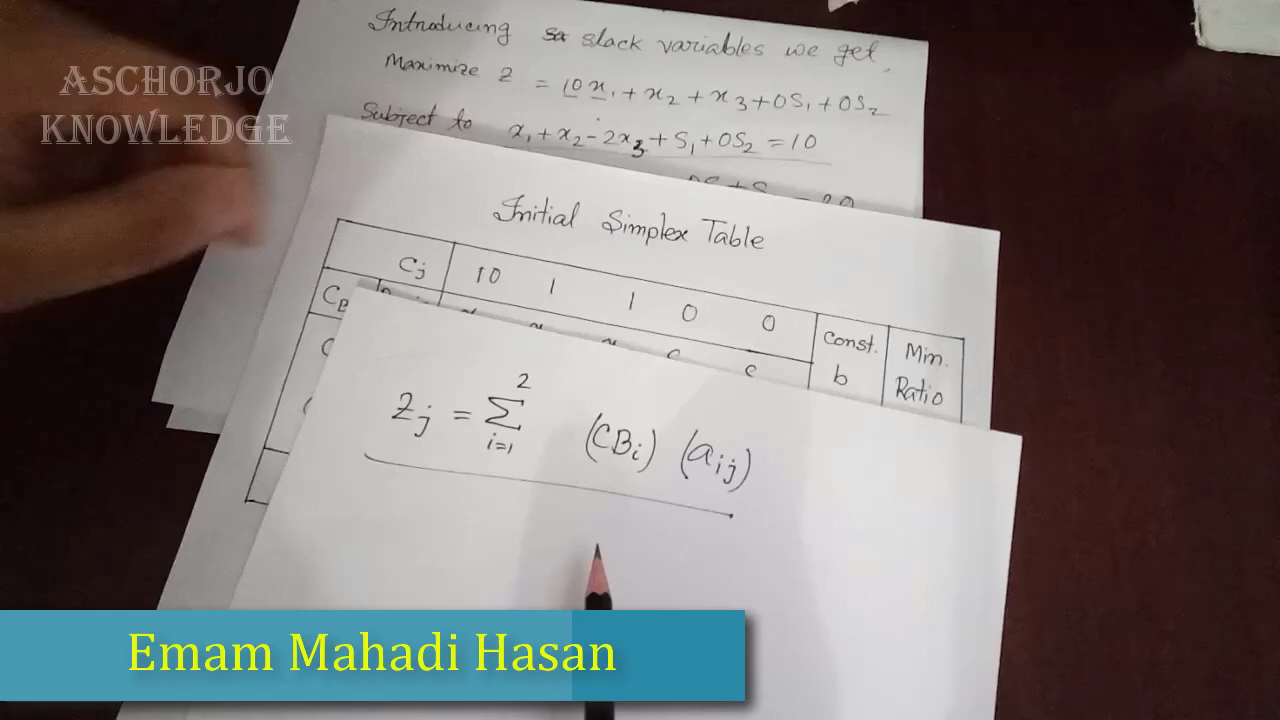 Introducing slack variables we get,
Maximize Z = 10x₁ + x₂ + x₃ + 0S₁ + 0S₂
Subject to x₁ + x₂ - 2x₃ + S₁ + 0S₂ = 10
ASCHORJO
KNOWLEDGE
Initial Simplex Table
Cj 10 1 1 0 0
CB Const. b Min. Ratio
Zj = Σ (CBi) (aij)
2
i=1
Emam Mahadi Hasan